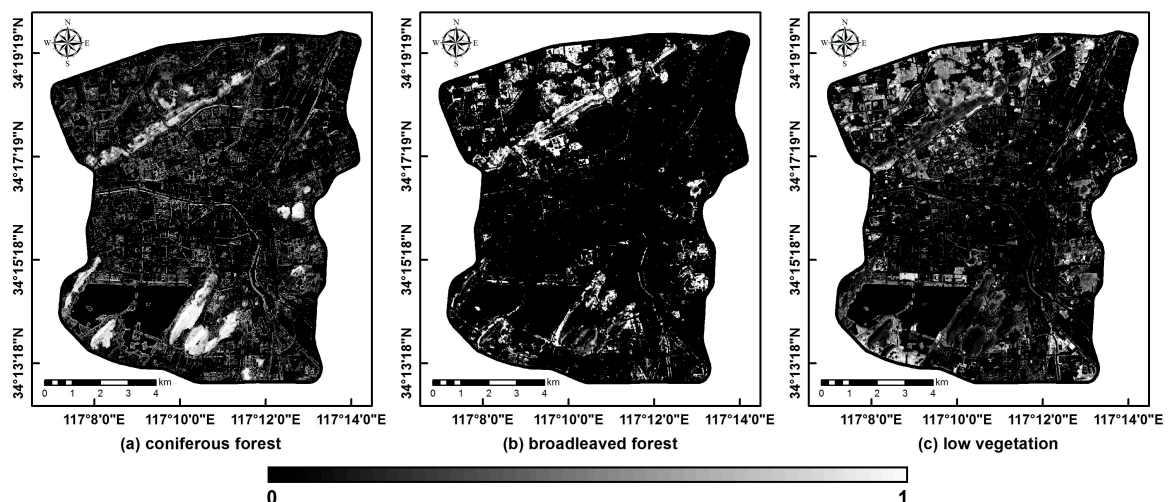 N
W E
S
34°19'19"N
34°17'19"N
34°15'18"N
34°13'18"N
km
0 1 2 3 4
117°8'0"E 117°10'0"E 117°12'0"E 117°14'0"E
(a) coniferous forest
N
W E
S
34°19'19"N
34°17'19"N
34°15'18"N
34°13'18"N
km
0 1 2 3 4
117°8'0"E 117°10'0"E 117°12'0"E 117°14'0"E
(b) broadleaved forest
N
W E
S
34°19'19"N
34°17'19"N
34°15'18"N
34°13'18"N
km
0 1 2 3 4
117°8'0"E 117°10'0"E 117°12'0"E 117°14'0"E
(c) low vegetation
0 1